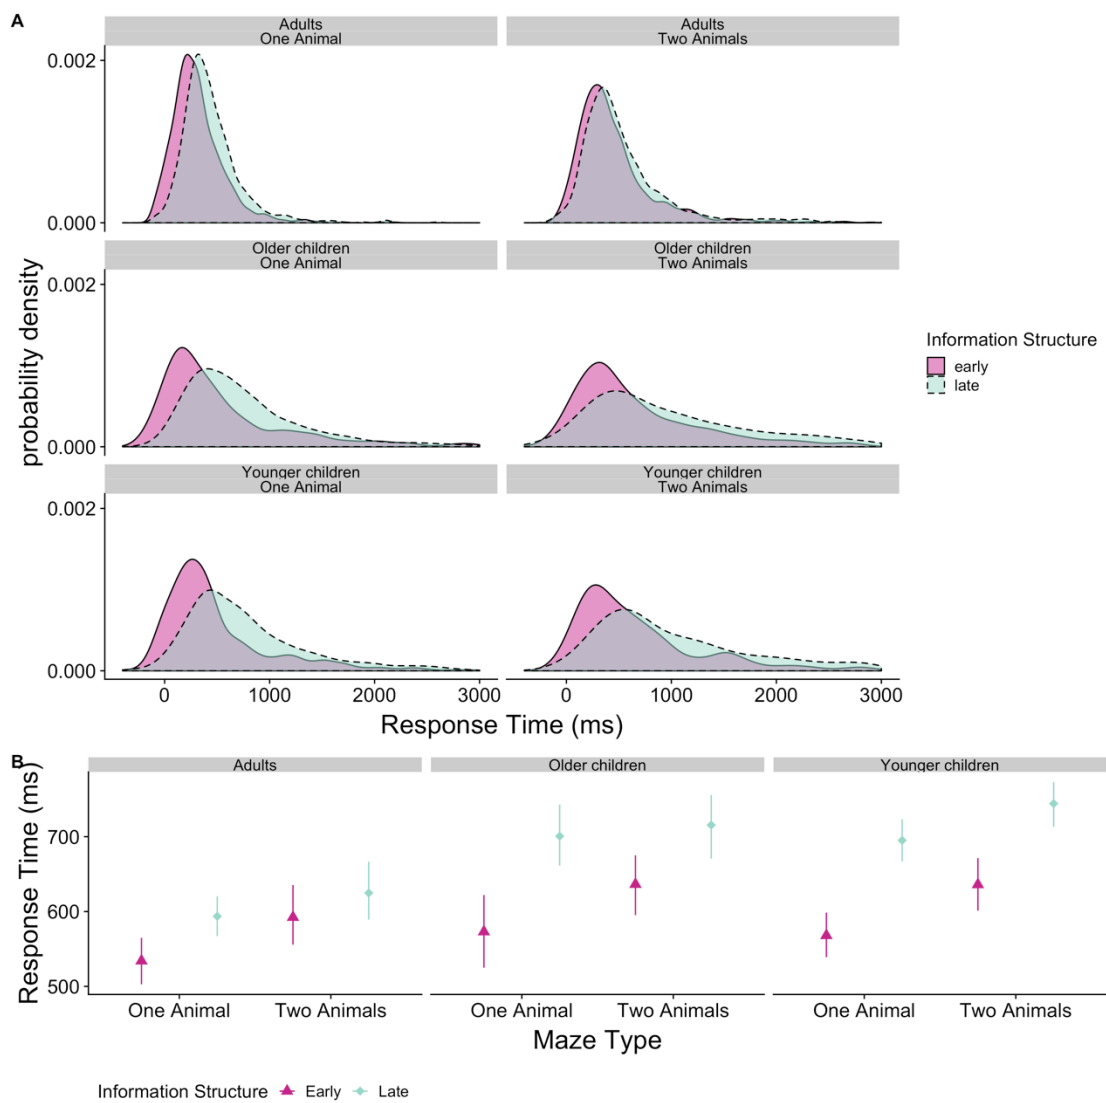 A
Adults
One Animal
Adults
Two Animals
0.002
0.000
Older children
One Animal
Older children
Two Animals
0.002
0.000
Younger children
One Animal
Younger children
Two Animals
0.002
0.000
probability density
0 1000 2000 3000
0 1000 2000 3000
Response Time (ms)
Information Structure
early
late
B
Adults
Older children
Younger children
Response Time (ms)
700
600
500
One Animal Two Animals
One Animal Two Animals
One Animal Two Animals
Maze Type
Information Structure Early Late